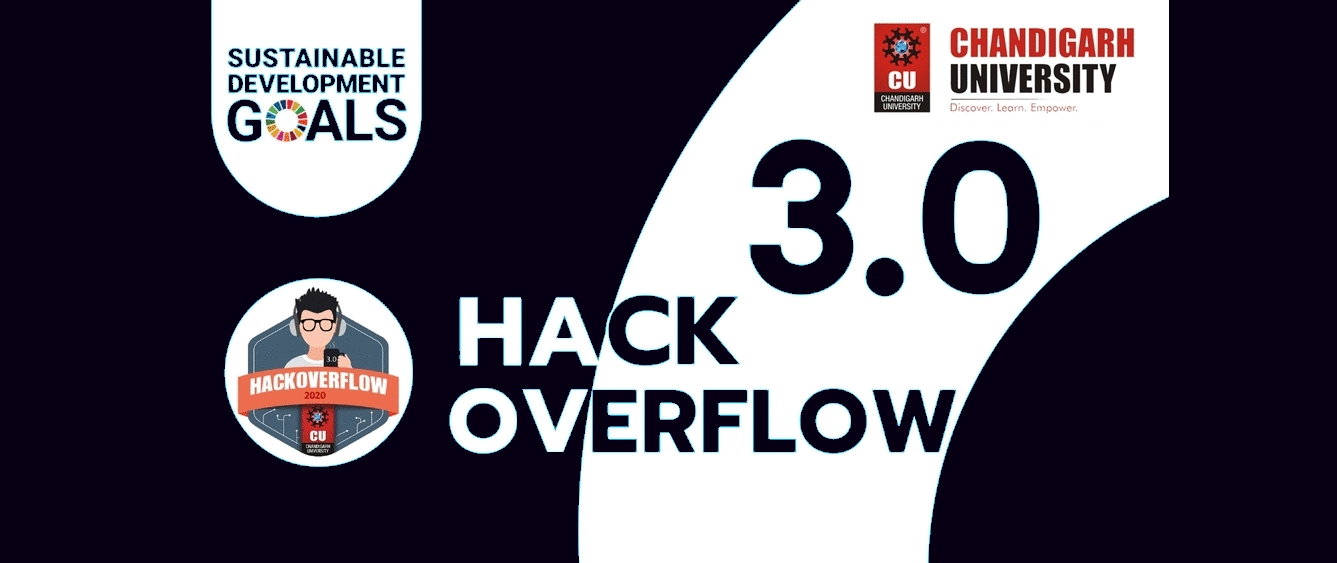 SUSTAINABLE
DEVELOPMENT
GOALS
®
CU
CHANDIGARH
UNIVERSITY
CHANDIGARH
UNIVERSITY
Discover. Learn. Empower.
3.0
HACK
OVERFLOW
3.0
HACKOVERFLOW
2020
CU
CHANDIGARH
UNIVERSITY